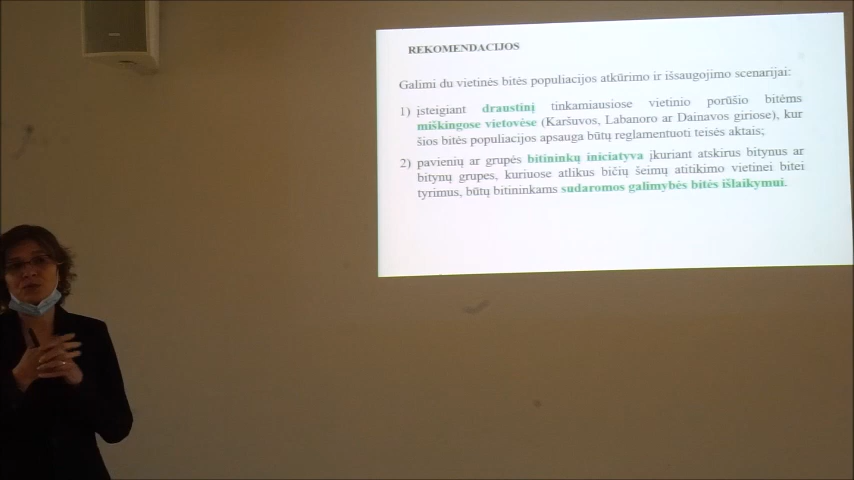 REKOMENDACIJOS
Galimi du vietinės bitės populiacijos atkūrimo ir išsaugojimo scenarijai:
1) įsteigiant draustinį tinkamiausiose vietinio porūšio bitėms
miškingose vietovėse (Karšuvos, Labanoro ar Dainavos giriose), kur
šios bitės populiacijos apsauga būtų reglamentuoti teisės aktais;
2) pavienių ar grupės bitininkų iniciatyva įkuriant atskirus bitynus ar
bitynų grupes, kuriuose atlikus bičių šeimų atitikimo vietinei bitei
tyrimus, būtų bitininkams sudaromos galimybės bitės išlaikymui.